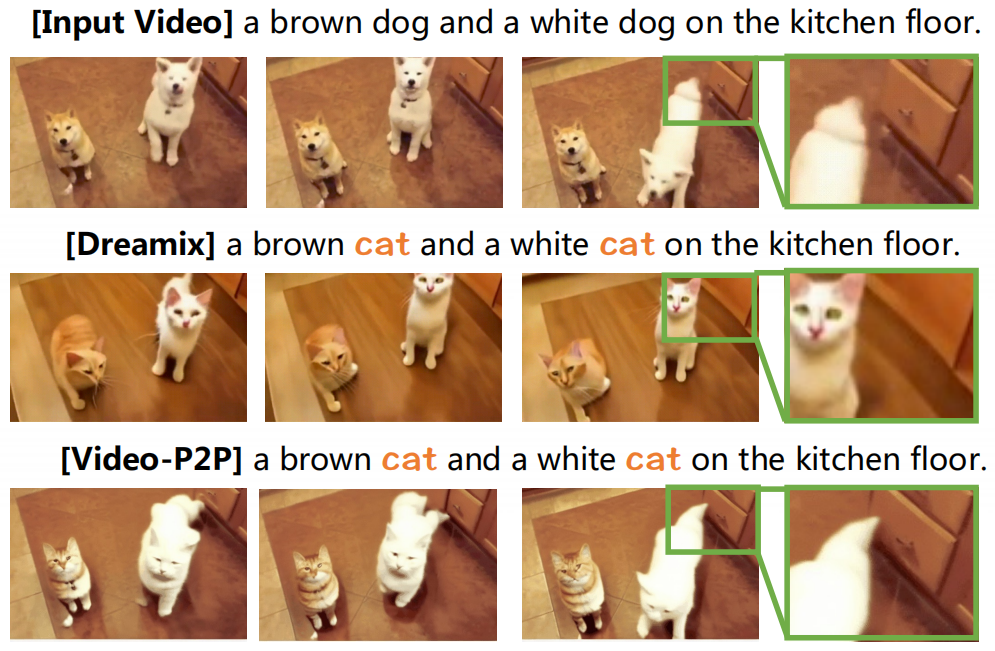 [Input Video] a brown dog and a white dog on the kitchen floor.
[Dreamix] a brown cat and a white cat on the kitchen floor.
[Video-P2P] a brown cat and a white cat on the kitchen floor.